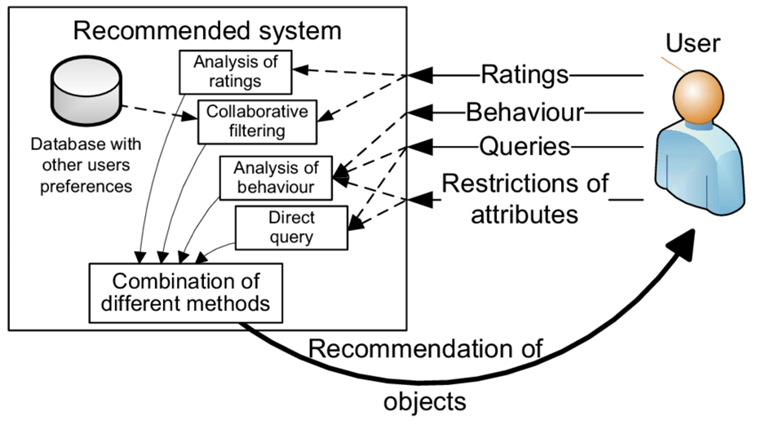 Recommended system
User
Analysis of
ratings
Ratings
Collaborative
filtering
Behaviour
Database with
other users
preferences
Queries
Analysis of
behaviour
Restrictions of
attributes
Direct
query
Combination of
different methods
Recommendation of
objects